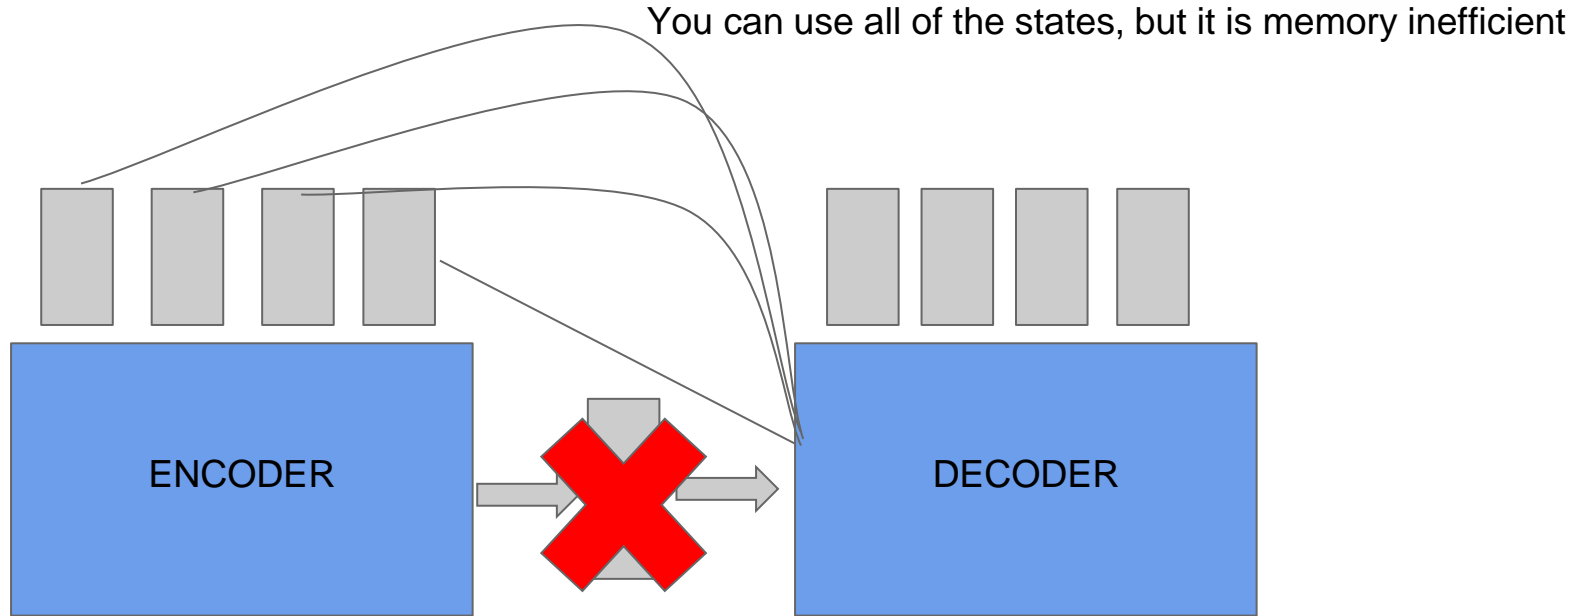 You can use all of the states, but it is memory inefficient
ENCODER
DECODER